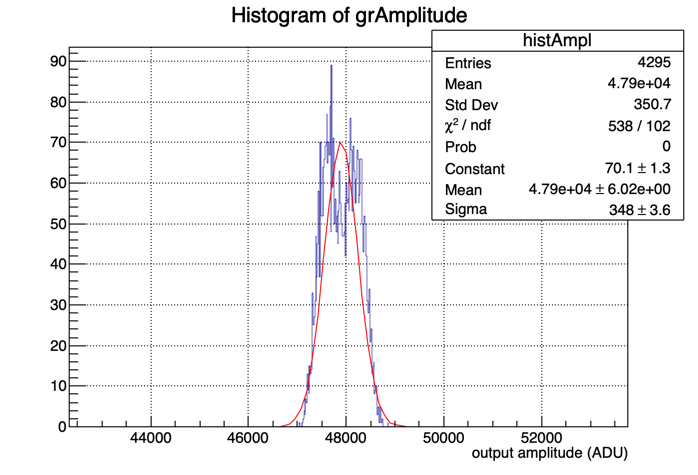 Histogram of grAmplitude
histAmpl
Entries 4295
Mean 4.79e+04
Std Dev 350.7
χ² / ndf 538 / 102
Prob 0
Constant 70.1 ± 1.3
Mean 4.79e+04 ± 6.02e+00
Sigma 348 ± 3.6
90
80
70
60
50
40
30
20
10
0
44000 46000 48000 50000 52000
output amplitude (ADU)